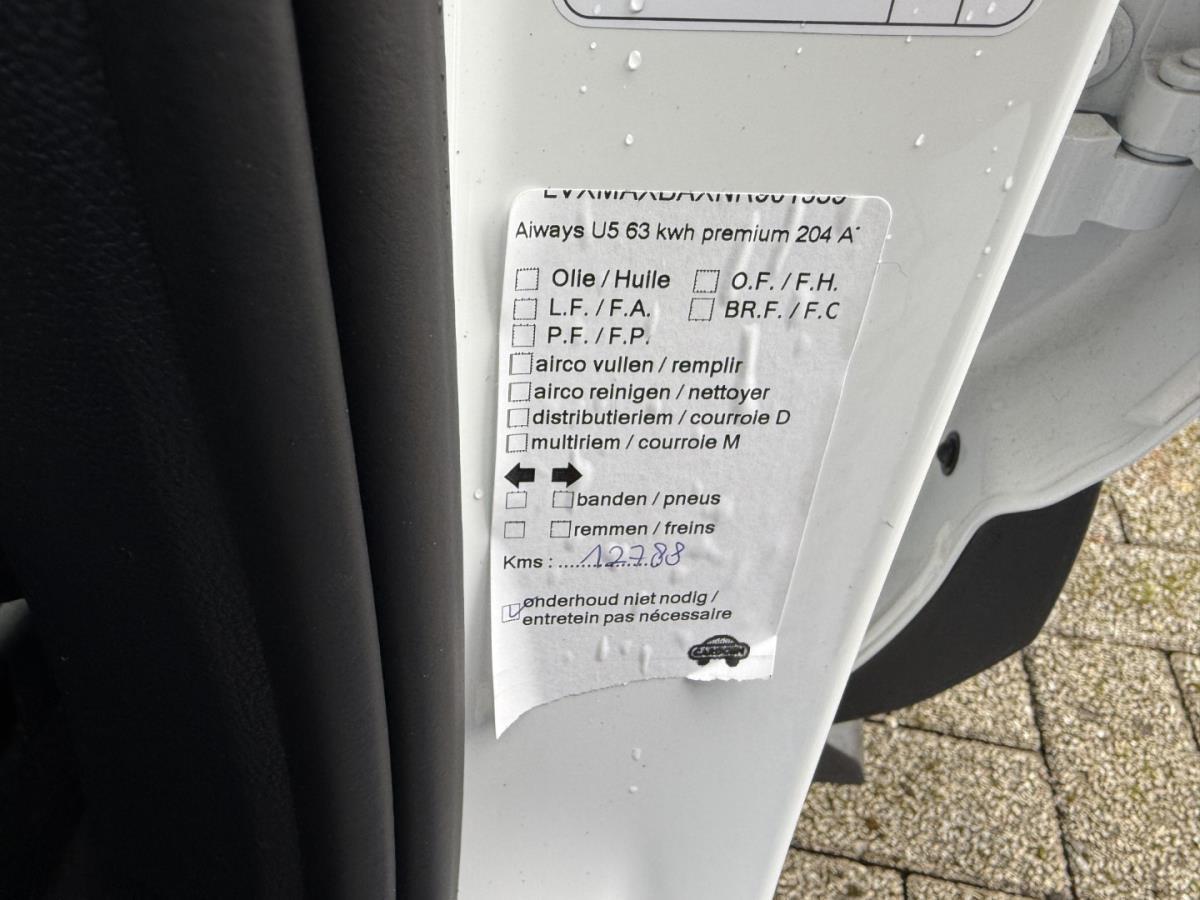 Aiways U5 63 kwh premium 204 A
Olie / Huile O.F. / F.H.
L.F. / F.A. BR.F. / F.C
P.F. / F.P.
airco vullen / remplir
airco reinigen / nettoyer
distributieriem / courroie D
multiriem / courroie M
banden / pneus
remmen / freins
Kms : ..................12788
onderhoud niet nodig /
entretein pas nécessaire